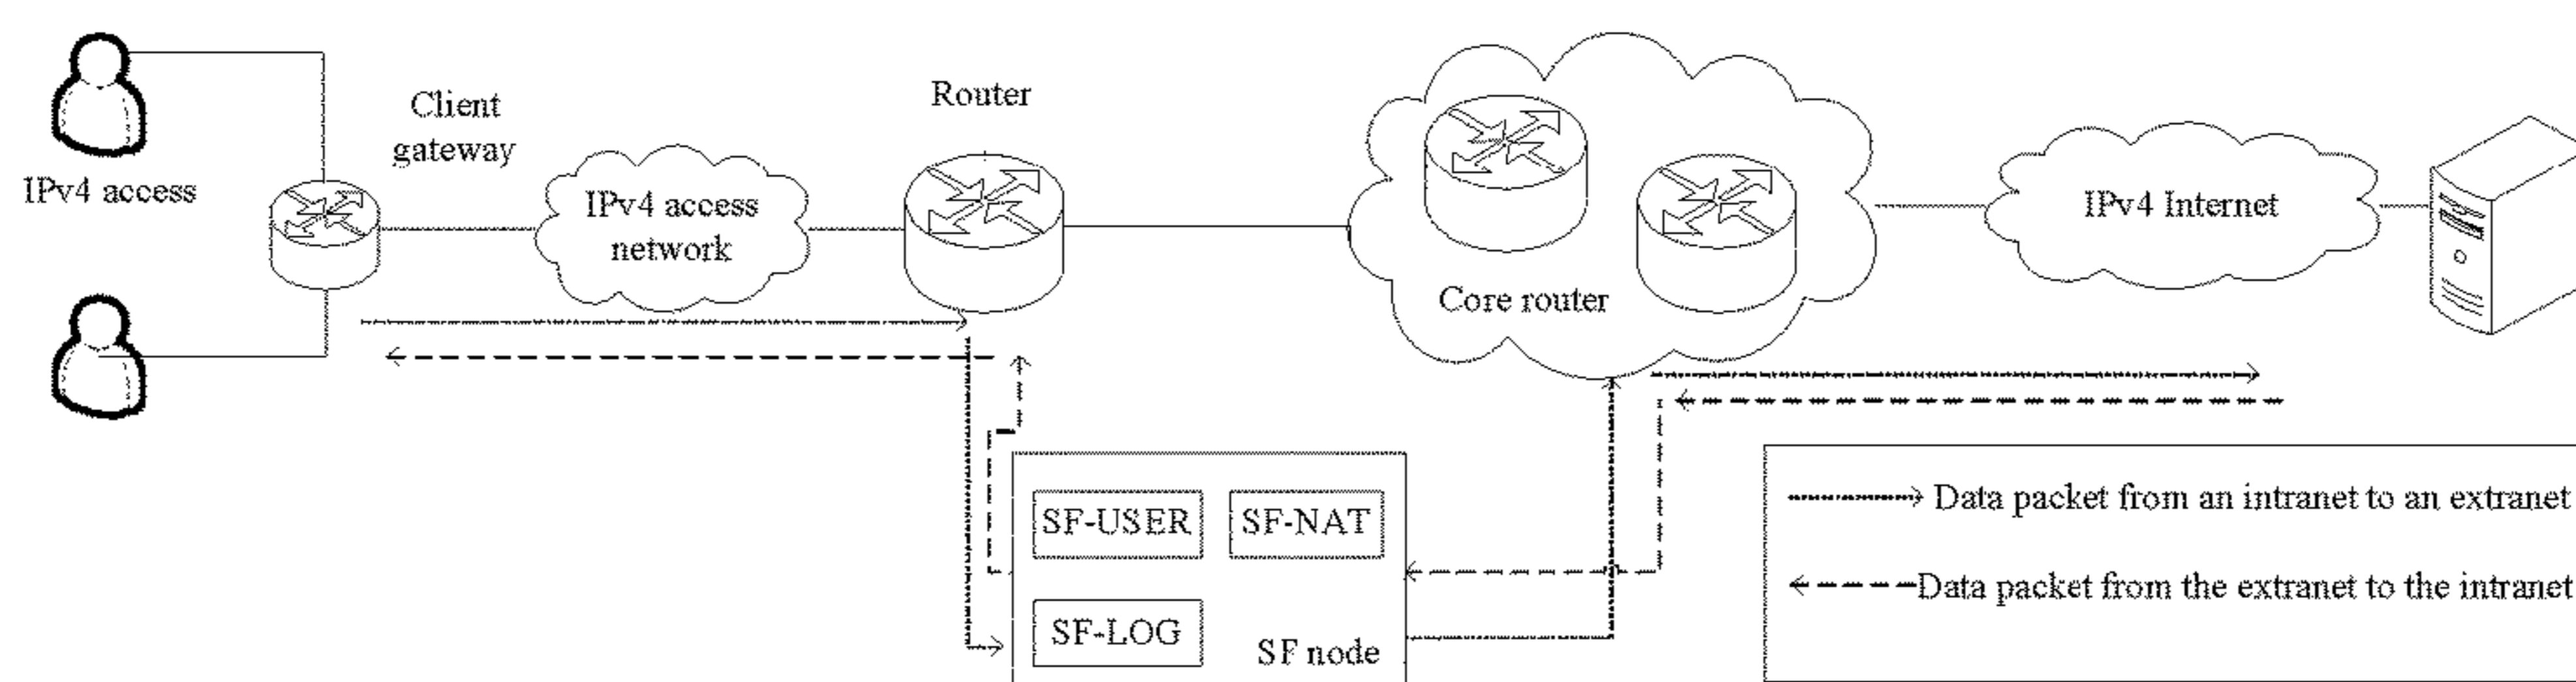 IPv4 access
Client
gateway
IPv4 access
network
Router
Core router
IPv4 Internet
SF-USER
SF-NAT
SF-LOG
SF node
Data packet from an intranet to an extranet
Data packet from the extranet to the intranet